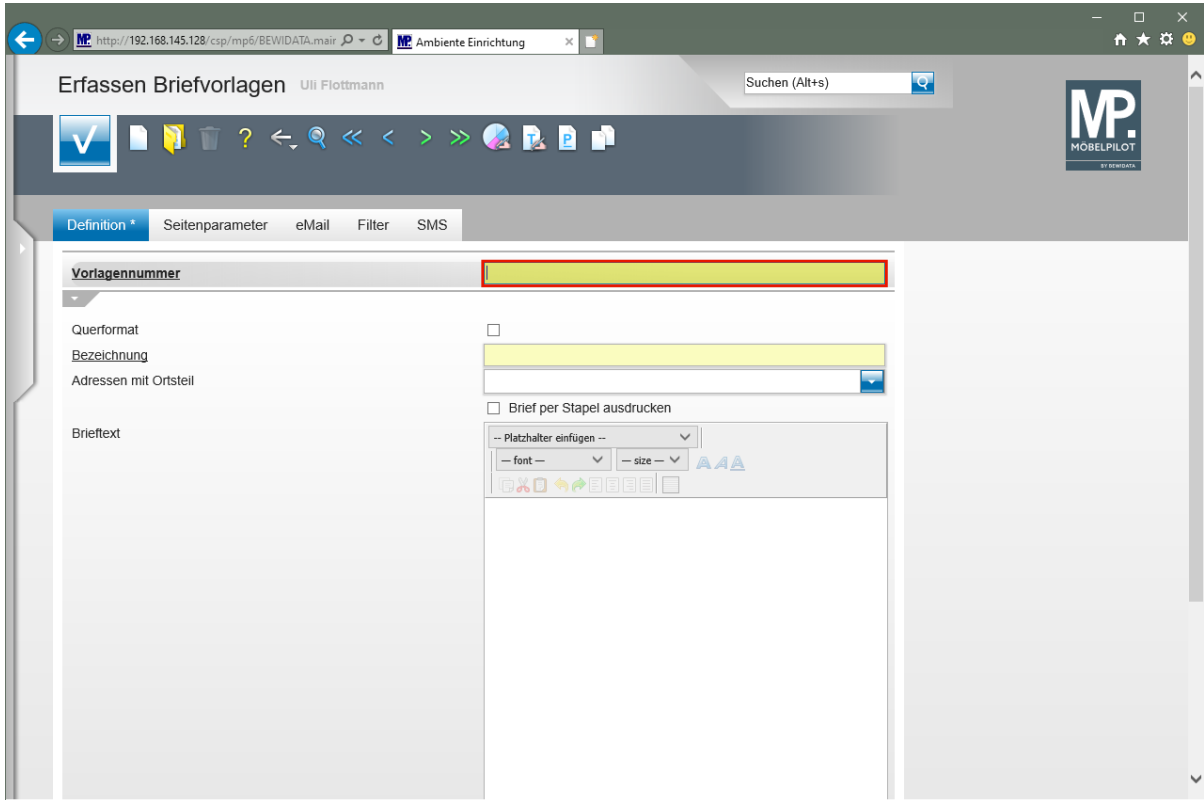 http://192.168.145.128/csp/mp6/BEWIDATA.mair
MP. Ambiente Einrichtung
Erfassen Briefvorlagen Uli Flottmann
Suchen (Alt+s)
MP.
MÖBELPILOT
BY BEWIDATA
Definition * Seitenparameter eMail Filter SMS
Vorlagennummer
Querformat
Bezeichnung
Adressen mit Ortsteil
Brief per Stapel ausdrucken
Brieftext
-- Platzhalter einfügen --
— font — — size —